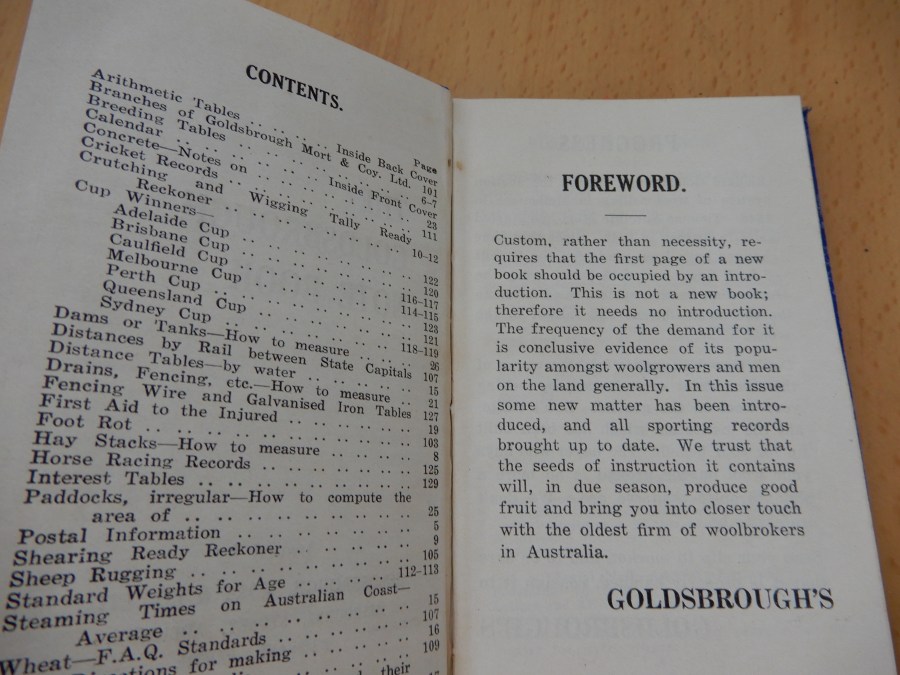 CONTENTS.
Page
Arithmetic Tables .. .. .. .. Inside Back Cover
Branches of Goldsbrough Mort & Coy. Ltd. 101
Breeding Tables .. .. .. .. .. .. 6-7
Calendar .. .. .. .. .. Inside Front Cover
Concrete—Notes on .. .. .. .. .. 23
Cricket Records .. .. .. .. .. .. 111
Crutching and Wigging Tally Ready
Reckoner .. .. .. .. .. .. 10-12
Cup Winners—
Adelaide Cup .. .. .. .. .. .. 122
Brisbane Cup .. .. .. .. .. .. 120
Caulfield Cup .. .. .. .. .. 116-117
Melbourne Cup .. .. .. .. .. 114-115
Perth Cup .. .. .. .. .. .. 123
Queensland Cup .. .. .. .. .. 121
Sydney Cup .. .. .. .. .. 118-119
Dams or Tanks—How to measure .. .. .. 26
Distances by Rail between State Capitals 107
Distance Tables—by water .. .. .. .. 15
Drains, Fencing, etc.—How to measure .. 21
Fencing Wire and Galvanised Iron Tables 127
First Aid to the Injured .. .. .. .. 19
Foot Rot .. .. .. .. .. .. .. 103
Hay Stacks—How to measure .. .. .. 8
Horse Racing Records .. .. .. .. .. 125
Interest Tables .. .. .. .. .. .. 129
Paddocks, irregular—How to compute the
area of .. .. .. .. .. .. 25
Postal Information .. .. .. .. .. 5
Shearing Ready Reckoner .. .. .. .. 9
Sheep Rugging .. .. .. .. .. .. 105
Standard Weights for Age .. .. .. 112-113
Steaming Times on Australian Coast—
Average .. .. .. .. .. .. 15
Wheat—F.A.Q. Standards .. .. .. .. 107
for making .. .. .. .. 16
their 109
FOREWORD.
Custom, rather than necessity, re-
quires that the first page of a new
book should be occupied by an intro-
duction. This is not a new book;
therefore it needs no introduction.
The frequency of the demand for it
is conclusive evidence of its popu-
larity amongst woolgrowers and men
on the land generally. In this issue
some new matter has been intro-
duced, and all sporting records
brought up to date. We trust that
the seeds of instruction it contains
will, in due season, produce good
fruit and bring you into closer touch
with the oldest firm of woolbrokers
in Australia.
GOLDSBROUGH'S